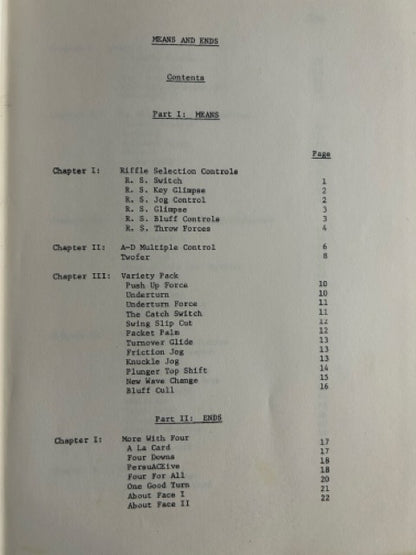 MEANS AND ENDS
Contents
Part I: MEANS
Page
Chapter I: Riffle Selection Controls
R. S. Switch 1
R. S. Key Glimpse 2
R. S. Jog Control 2
R. S. Glimpse 3
R. S. Bluff Controls 3
R. S. Throw Forces 4
Chapter II: A-D Multiple Control 6
Twofer 8
Chapter III: Variety Pack
Push Up Force 10
Underturn 10
Underturn Force 11
The Catch Switch 11
Swing Slip Cut 12
Packet Palm 12
Turnover Glide 13
Friction Jog 13
Knuckle Jog 13
Plunger Top Shift 14
New Wave Change 15
Bluff Cull 16
Part II: ENDS
Chapter I: More With Four
A La Card 17
Four Downs 17
PersuACEive 18
Four For All 18
One Good Turn 20
About Face I 21
About Face II 22